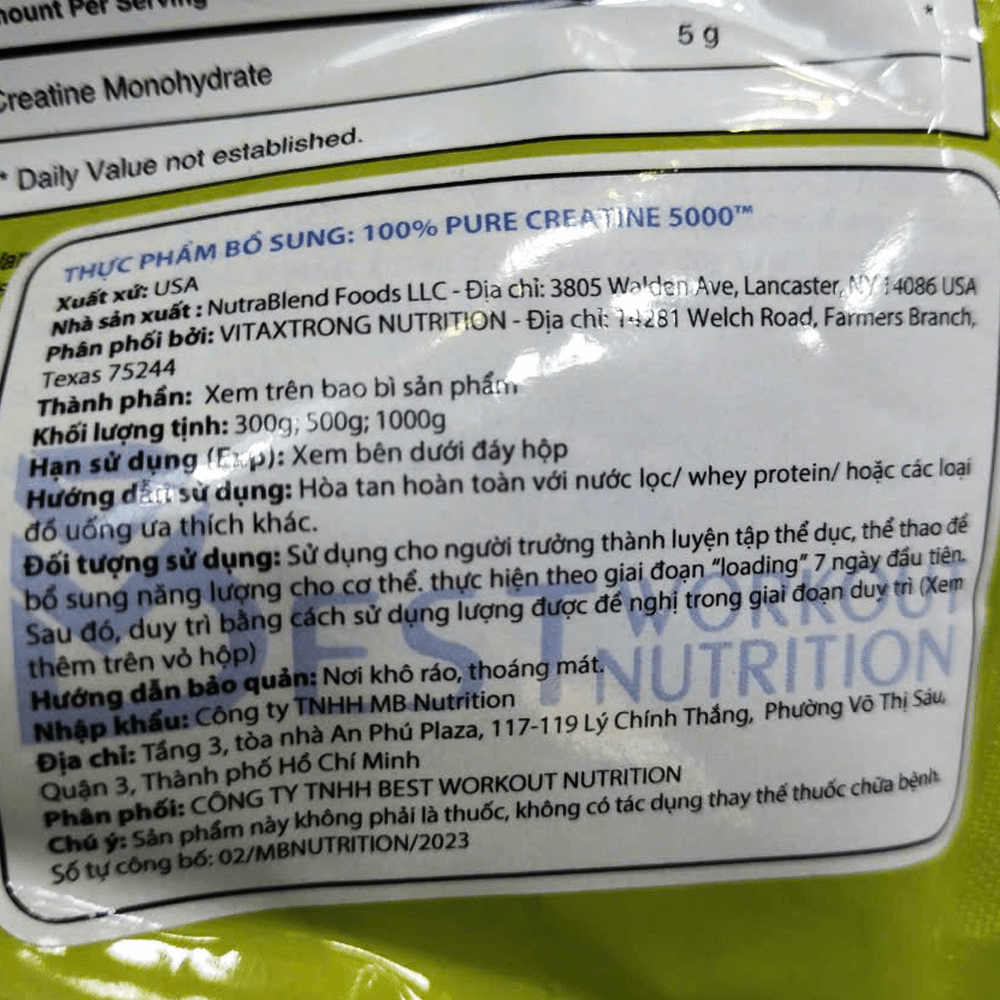 mount Per Serving
*
Creatine Monohydrate
5 g
* Daily Value not established.
THỰC PHẨM BỔ SUNG: 100% PURE CREATINE 5000™
Xuất xứ: USA
Nhà sản xuất : NutraBlend Foods LLC - Địa chỉ: 3805 Walden Ave, Lancaster, NY 14086 USA
Phân phối bởi: VITAXTRONG NUTRITION - Địa chỉ: 14281 Welch Road, Farmers Branch,
Texas 75244
Thành phần: Xem trên bao bì sản phẩm
Khối lượng tịnh: 300g; 500g; 1000g
Hạn sử dụng (Exp): Xem bên dưới đáy hộp
Hướng dẫn sử dụng: Hòa tan hoàn toàn với nước lọc/ whey protein/ hoặc các loại
đồ uống ưa thích khác.
Đối tượng sử dụng: Sử dụng cho người trưởng thành luyện tập thể dục, thể thao để
bổ sung năng lượng cho cơ thể. thực hiện theo giai đoạn "loading" 7 ngày đầu tiên.
Sau đó, duy trì bằng cách sử dụng lượng được đề nghị trong giai đoạn duy trì (Xem
thêm trên vỏ hộp)
Hướng dẫn bảo quản: Nơi khô ráo, thoáng mát.
Nhập khẩu: Công ty TNHH MB Nutrition
Địa chỉ: Tầng 3, tòa nhà An Phú Plaza, 117-119 Lý Chính Thắng, Phường Võ Thị Sáu,
Quận 3, Thành phố Hồ Chí Minh
Phân phối: CÔNG TY TNHH BEST WORKOUT NUTRITION
Chú ý: Sản phẩm này không phải là thuốc, không có tác dụng thay thế thuốc chữa bệnh.
Số tự công bố: 02/MBNUTRITION/2023
BEST WORKOUT
NUTRITION